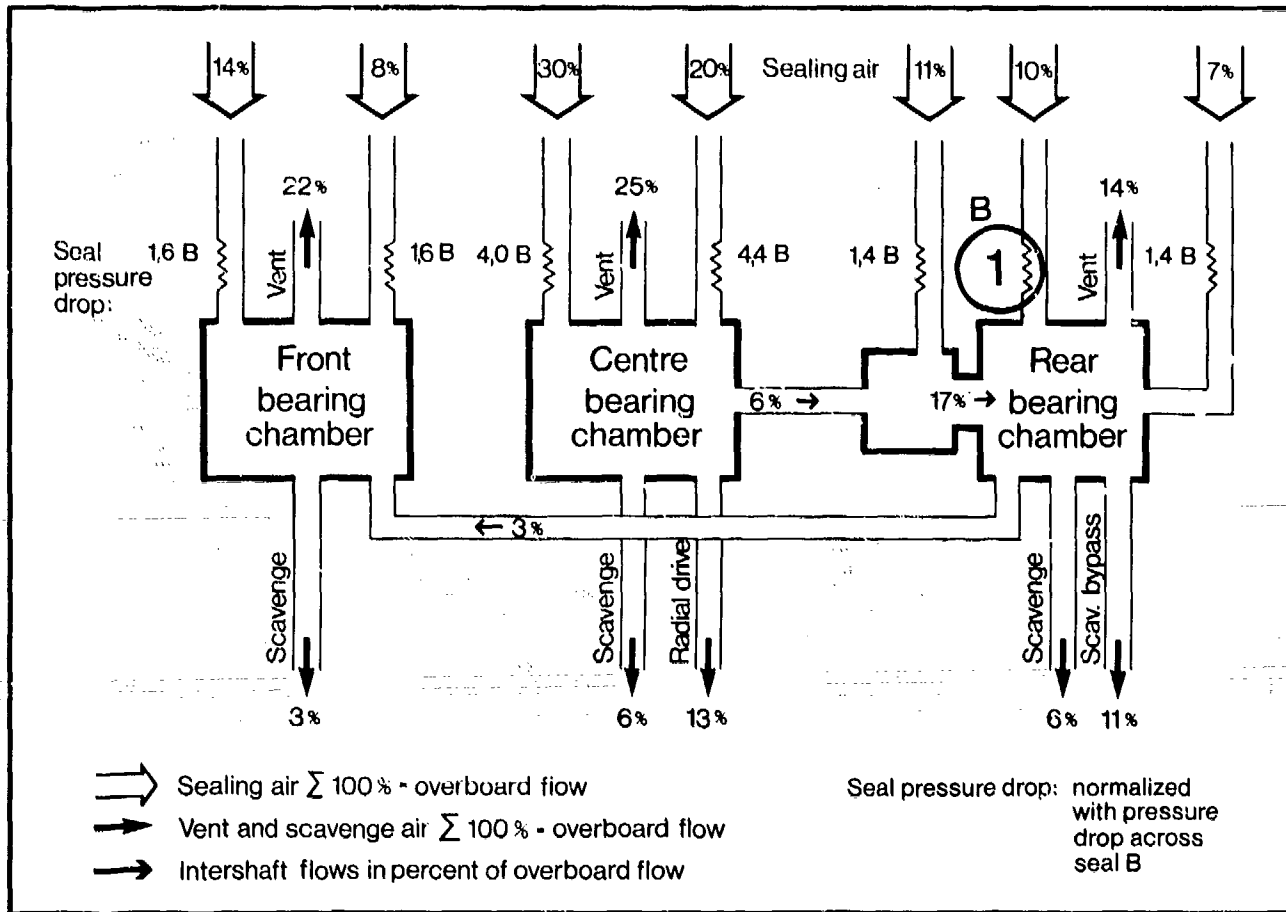 14% 8% 30% 20% Sealing air 11% 10% 7%
22% 25% 14%
B
Seal pressure drop: 1,6 B Vent 1,6 B 4,0 B Vent 4,4 B 1,4 B 1 Vent 1,4 B
Front bearing chamber
Centre bearing chamber
Rear bearing chamber
6% →
17% →
← 3%
Scavenge
Scavenge
Radial drive
Scavenge
Scav. bypass
3% 6% 13% 6% 11%
Sealing air ∑ 100% - overboard flow
Vent and scavenge air ∑ 100% - overboard flow
Intershaft flows in percent of overboard flow
Seal pressure drop: normalized
with pressure
drop across
seal B